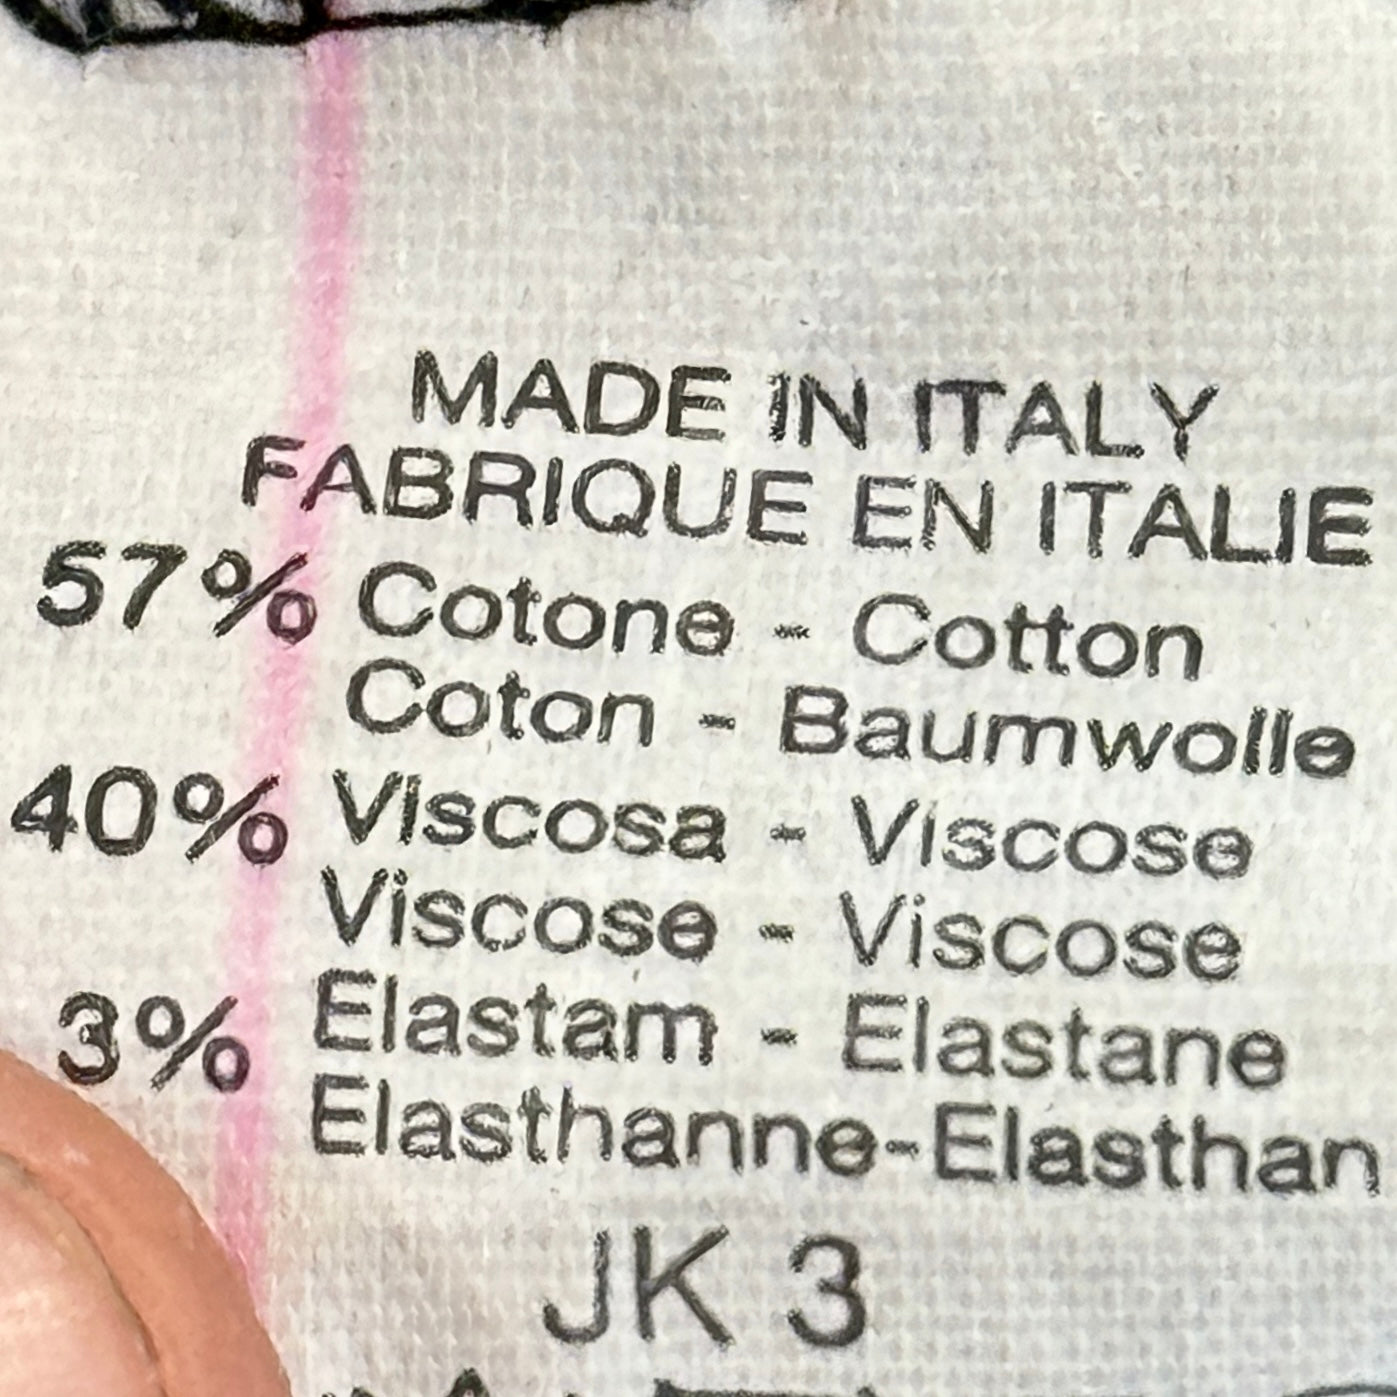 MADE IN ITALY
FABRIQUE EN ITALIE
57% Cotone - Cotton
Coton - Baumwolle
40% Viscosa - Viscose
Viscose - Viscose
3% Elastam - Elastane
Elasthanne-Elasthan
JK 3